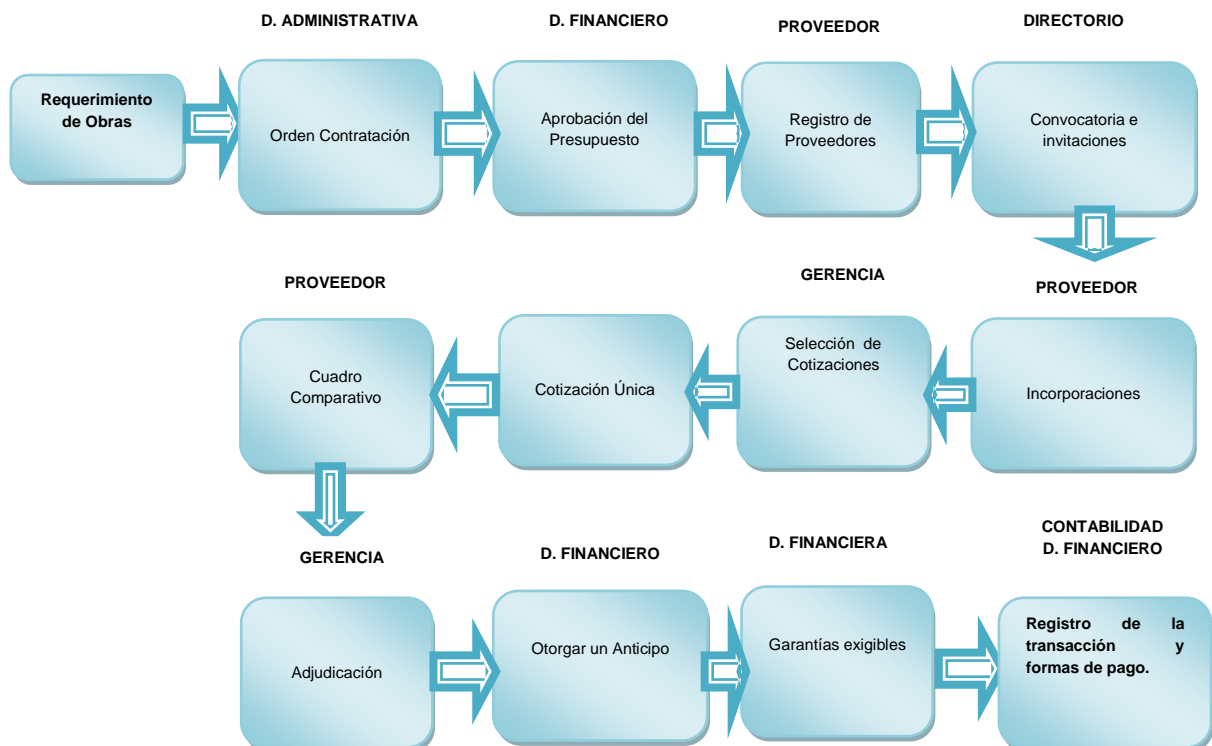 D. ADMINISTRATIVA
D. FINANCIERO
PROVEEDOR
DIRECTORIO
Requerimiento
de Obras
Orden Contratación
Aprobación del
Presupuesto
Registro de
Proveedores
Convocatoria e
invitaciones
PROVEEDOR
GERENCIA
PROVEEDOR
Cuadro
Comparativo
Cotización Única
Selección de
Cotizaciones
Incorporaciones
GERENCIA
D. FINANCIERO
D. FINANCIERA
CONTABILIDAD
D. FINANCIERO
Adjudicación
Otorgar un Anticipo
Garantías exigibles
Registro de la
transacción y
formas de pago.